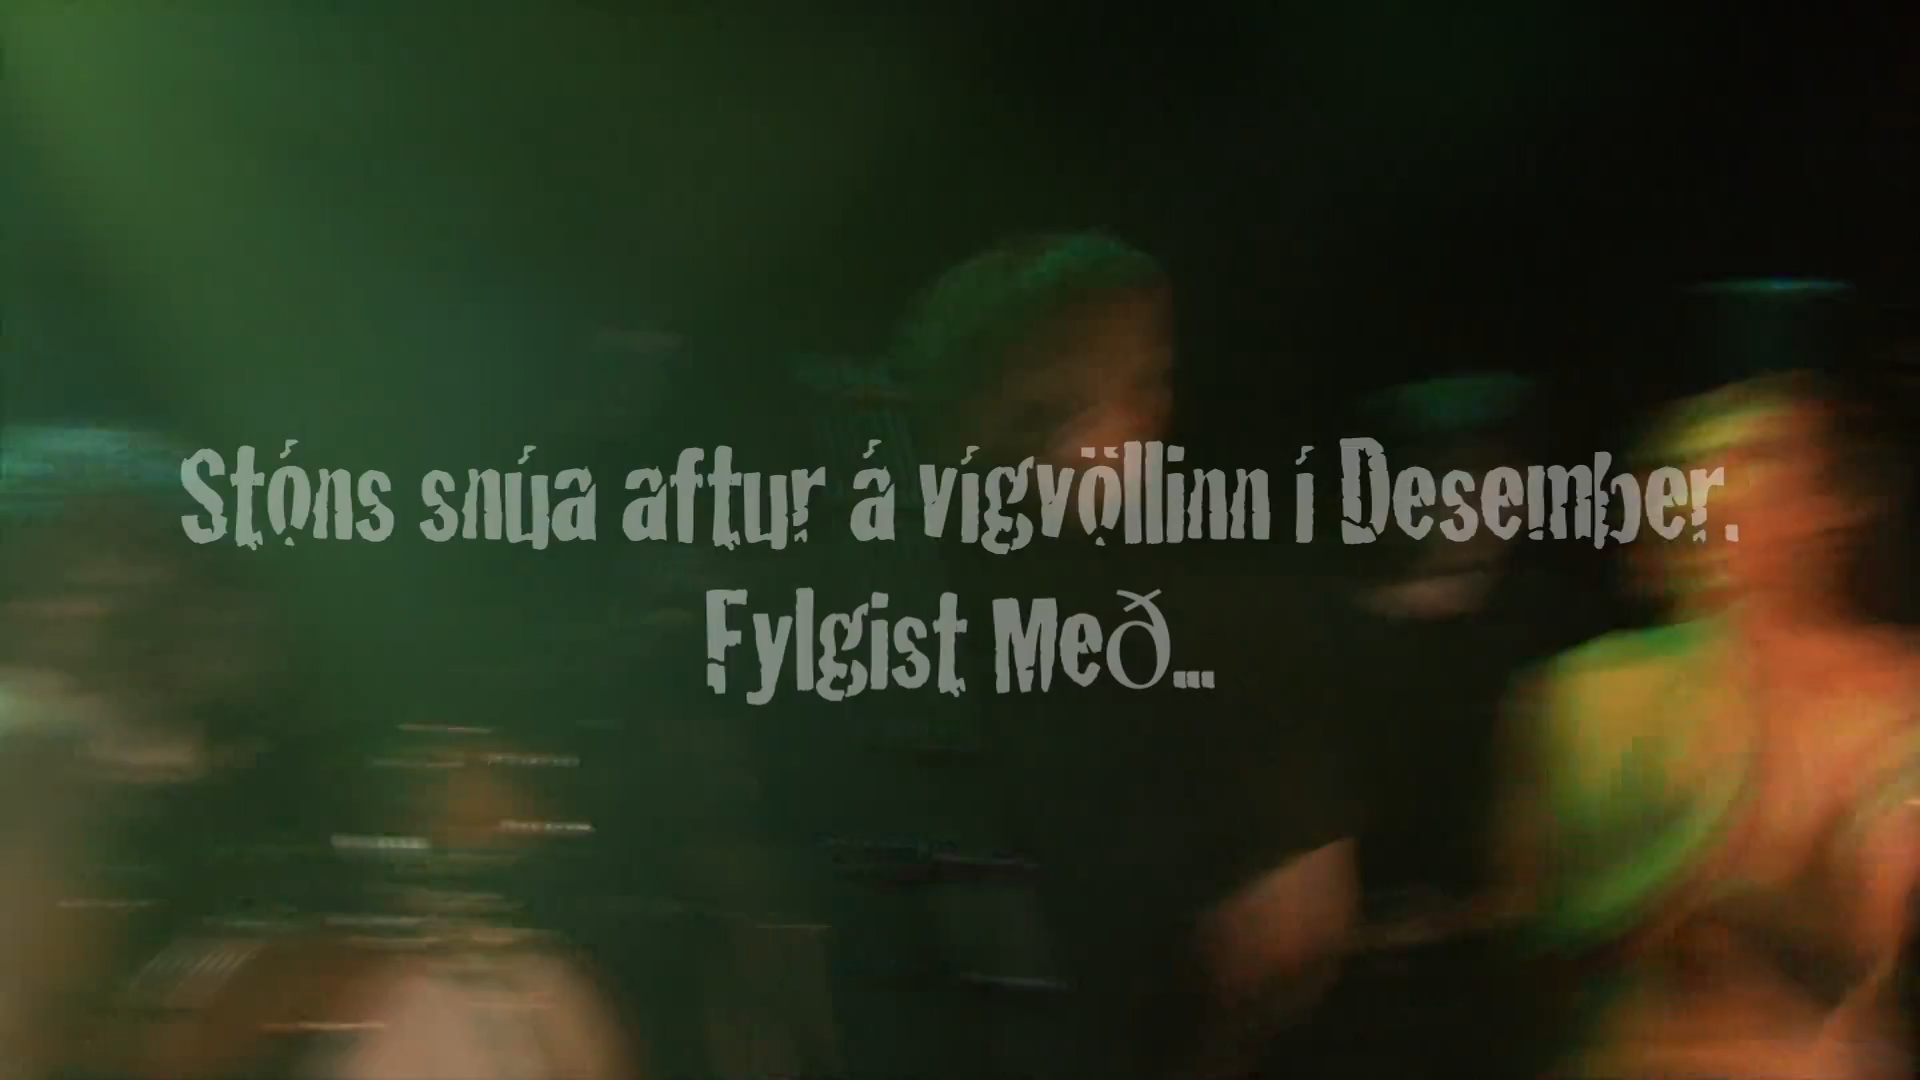 Stóns snúa aftur á vígvöllinn í Desember.
Fylgist Með...